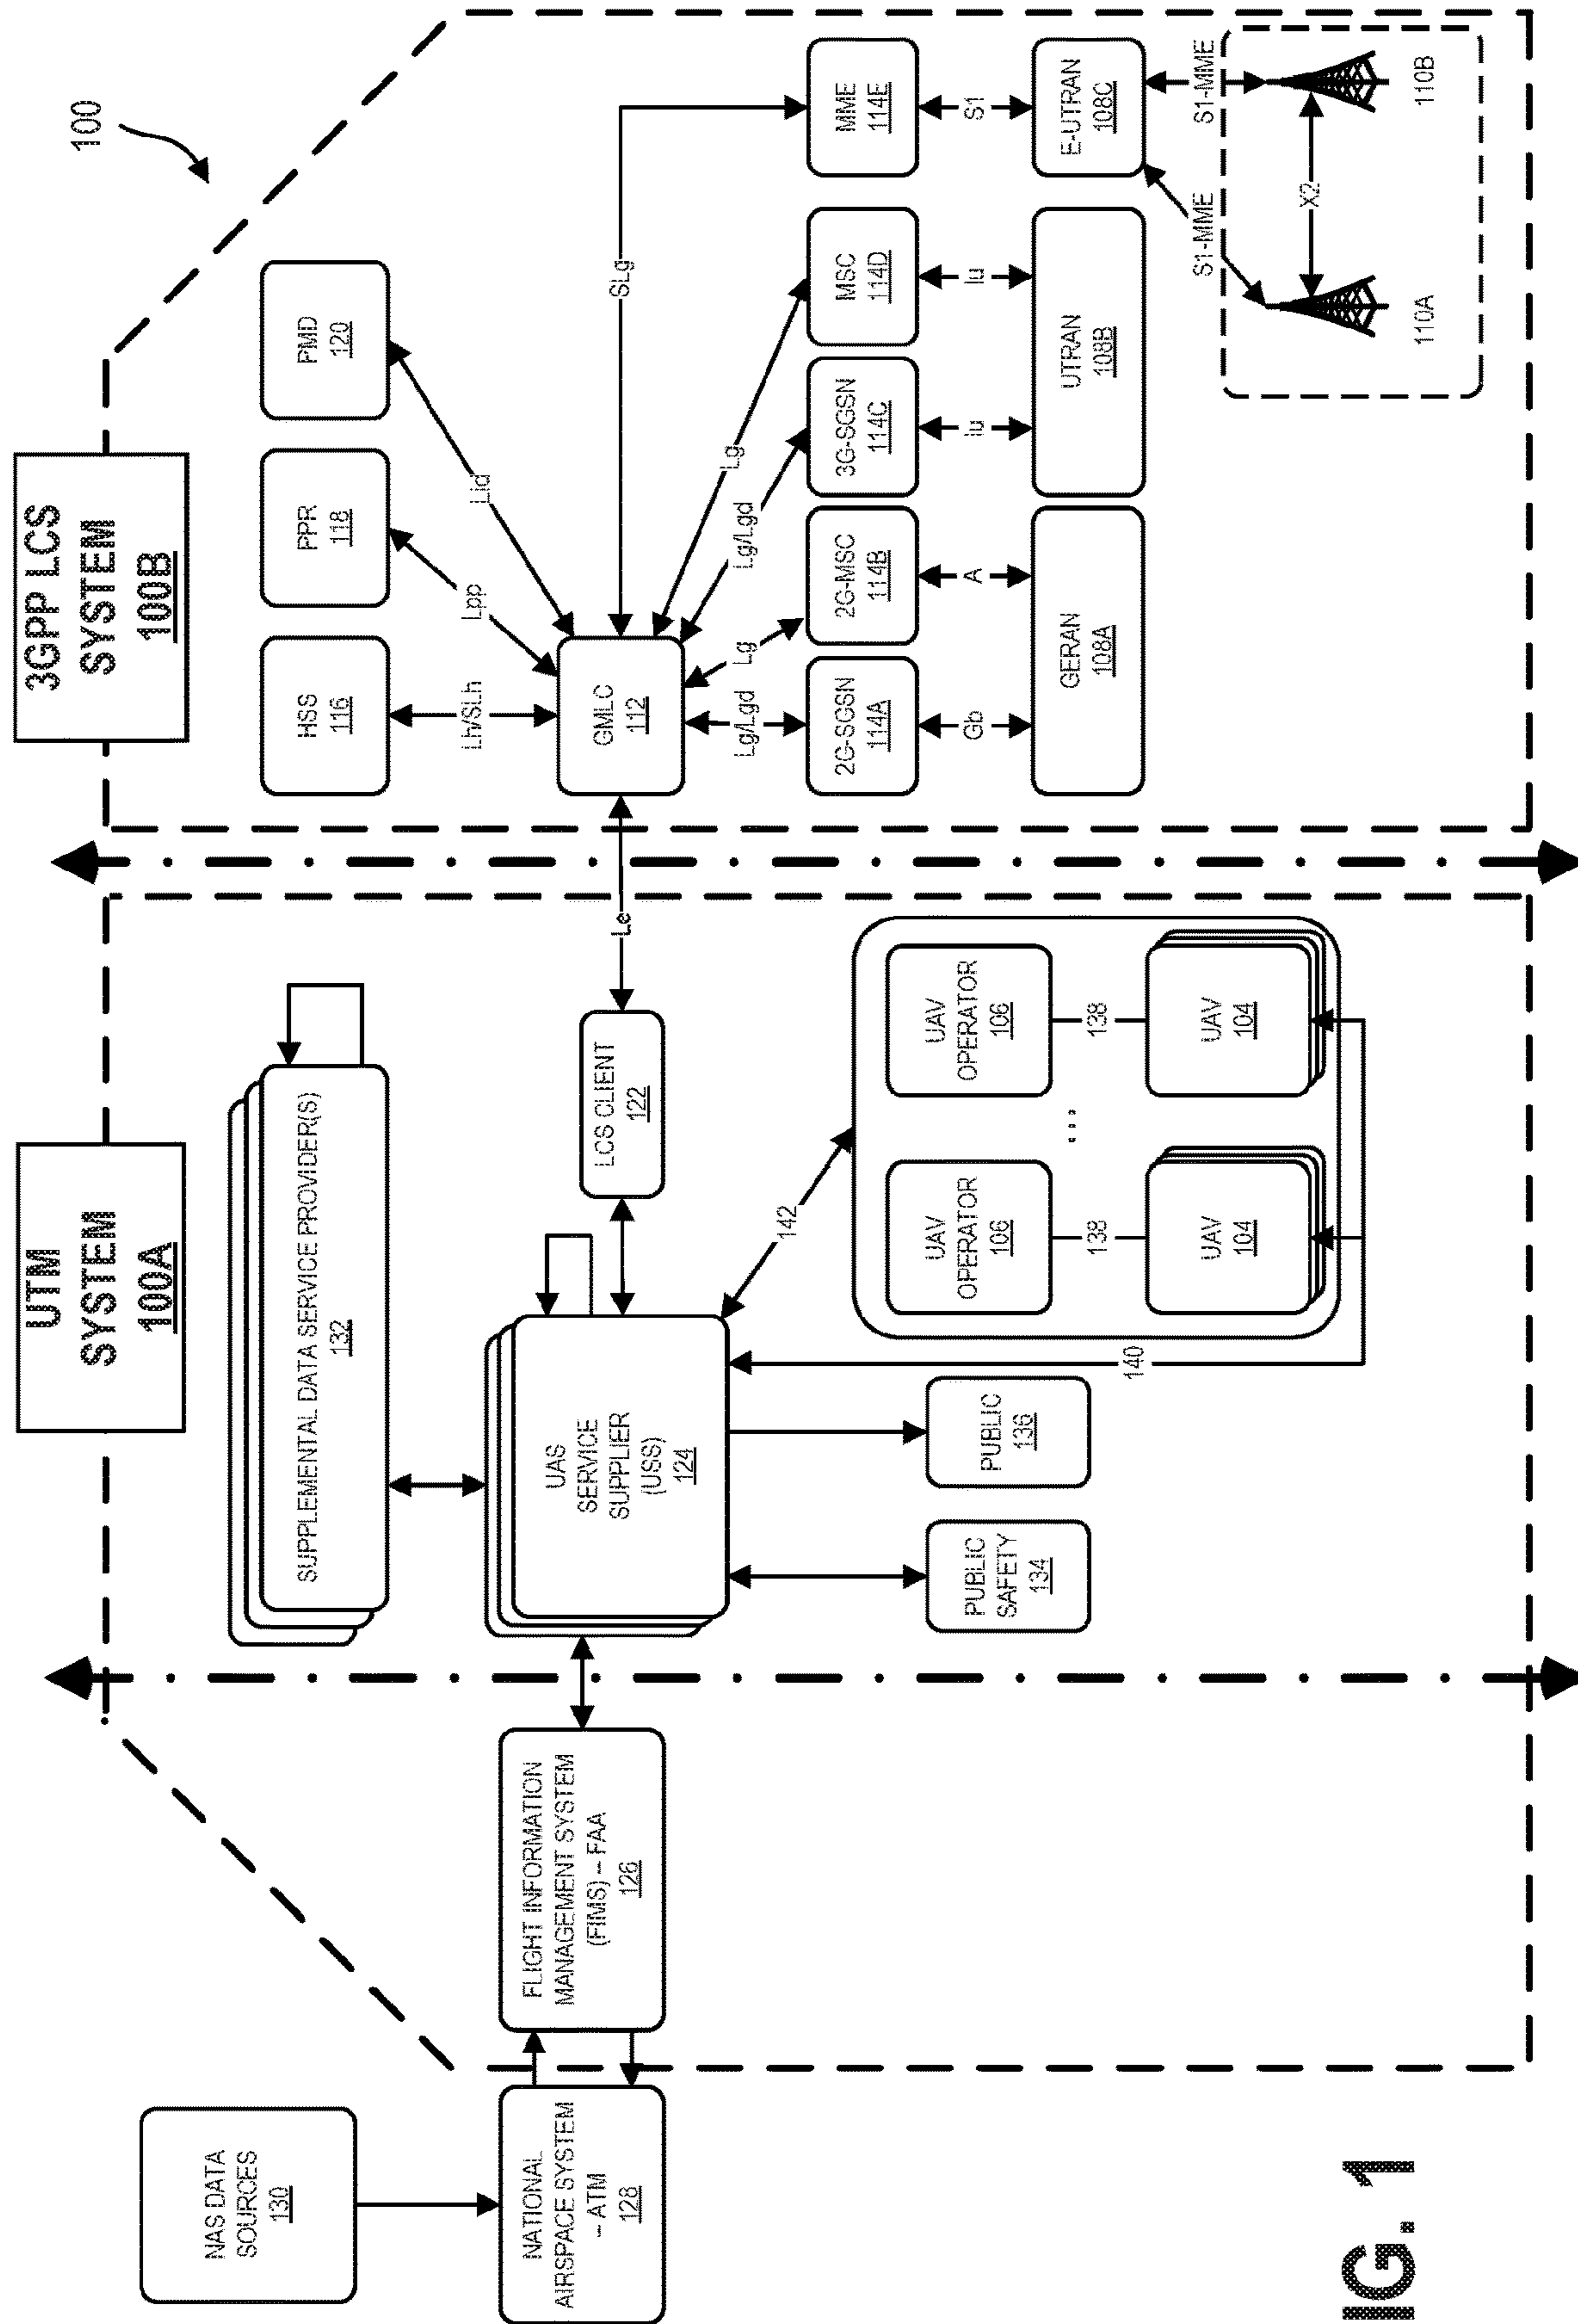 100
UTM
SYSTEM
100A
3GPP LCS
SYSTEM
100B
NAS DATA
SOURCES
130
NATIONAL
AIRSPACE SYSTEM
– ATM
128
FLIGHT INFORMATION
MANAGEMENT SYSTEM
(FIMS) – FAA
126
SUPPLEMENTAL DATA SERVICE PROVIDER(S)
132
UAS
SERVICE
SUPPLIER
(USS)
124
LCS CLIENT
122
PUBLIC
SAFETY
134
PUBLIC
136
140
142
UAV
OPERATOR
106
...
UAV
OPERATOR
106
138
138
UAV
104
UAV
104
Le
HSS
116
PPR
118
PMD
120
Lh/SLh
Lpp
Lid
GMLC
112
SLg
Lg/Lgd
Lg
Lg/Lgd
Lg
2G-SGSN
114A
2G-MSC
114B
3G-SGSN
114C
MSC
114D
MME
114E
Gb
A
Iu
Iu
S1
GERAN
108A
UTRAN
108B
E-UTRAN
108C
S1-MME
S1-MME
X2
110A
110B
IG. 1